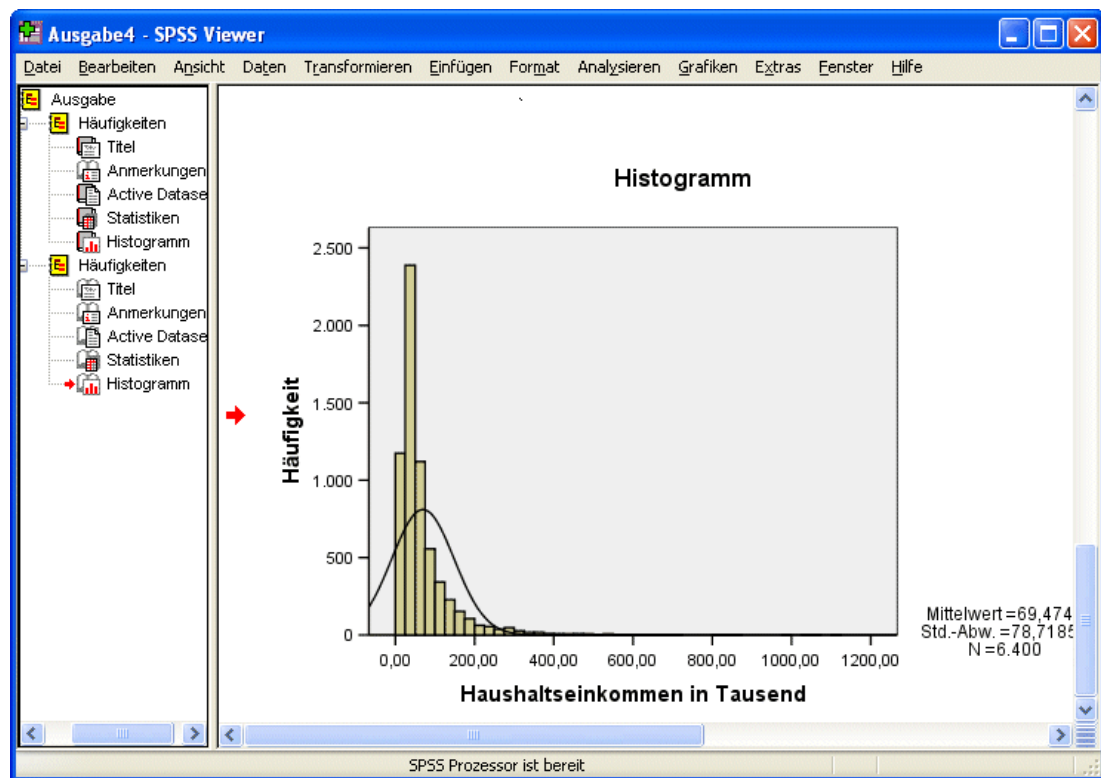 Ausgabe4 - SPSS Viewer
Datei Bearbeiten Ansicht Daten Transformieren Einfügen Format Analysieren Grafiken Extras Fenster Hilfe
Ausgabe
Häufigkeiten
Titel
Anmerkungen
Active Datase
Statistiken
Histogramm
Häufigkeiten
Titel
Anmerkungen
Active Datase
Statistiken
Histogramm
Histogramm
Häufigkeit
2.500
2.000
1.500
1.000
500
0
0,00 200,00 400,00 600,00 800,00 1000,00 1200,00
Haushaltseinkommen in Tausend
Mittelwert =69,474
Std.-Abw. =78,7185
N =6.400
SPSS Prozessor ist bereit